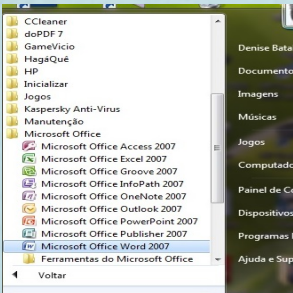 CCleaner
doPDF 7
GameVicio
HagáQuê
HP
Inicializar
Jogos
Kaspersky Anti-Virus
Manutenção
Microsoft Office
Microsoft Office Access 2007
Microsoft Office Excel 2007
Microsoft Office Groove 2007
Microsoft Office InfoPath 2007
Microsoft Office OneNote 2007
Microsoft Office Outlook 2007
Microsoft Office PowerPoint 2007
Microsoft Office Publisher 2007
Microsoft Office Word 2007
Ferramentas do Microsoft Office
Voltar
Denise Bata
Documento
Imagens
Músicas
Jogos
Computado
Painel de Co
Dispositivos
Programas
Ajuda e Sup